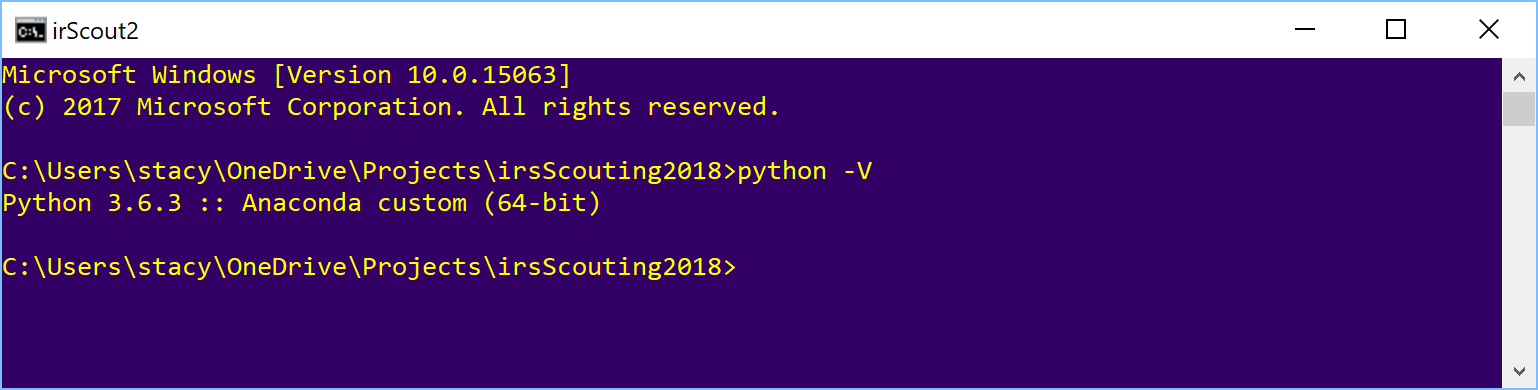 irScout2
Microsoft Windows [Version 10.0.15063]
(c) 2017 Microsoft Corporation. All rights reserved.
C:\Users\stacy\OneDrive\Projects\irsScouting2018>python -V
Python 3.6.3 :: Anaconda custom (64-bit)
C:\Users\stacy\OneDrive\Projects\irsScouting2018>